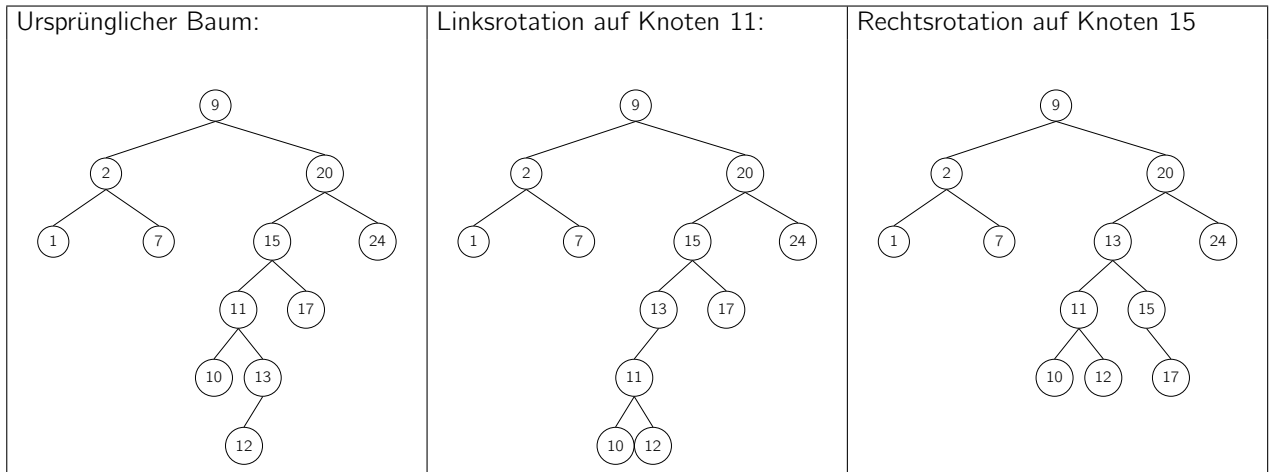 Ursprünglicher Baum:
9
2 20
1 7 15 24
11 17
10 13
12
Linksrotation auf Knoten 11:
9
2 20
1 7 15 24
13 17
11
10 12
Rechtsrotation auf Knoten 15
9
2 20
1 7 13 24
11 15
10 12 17